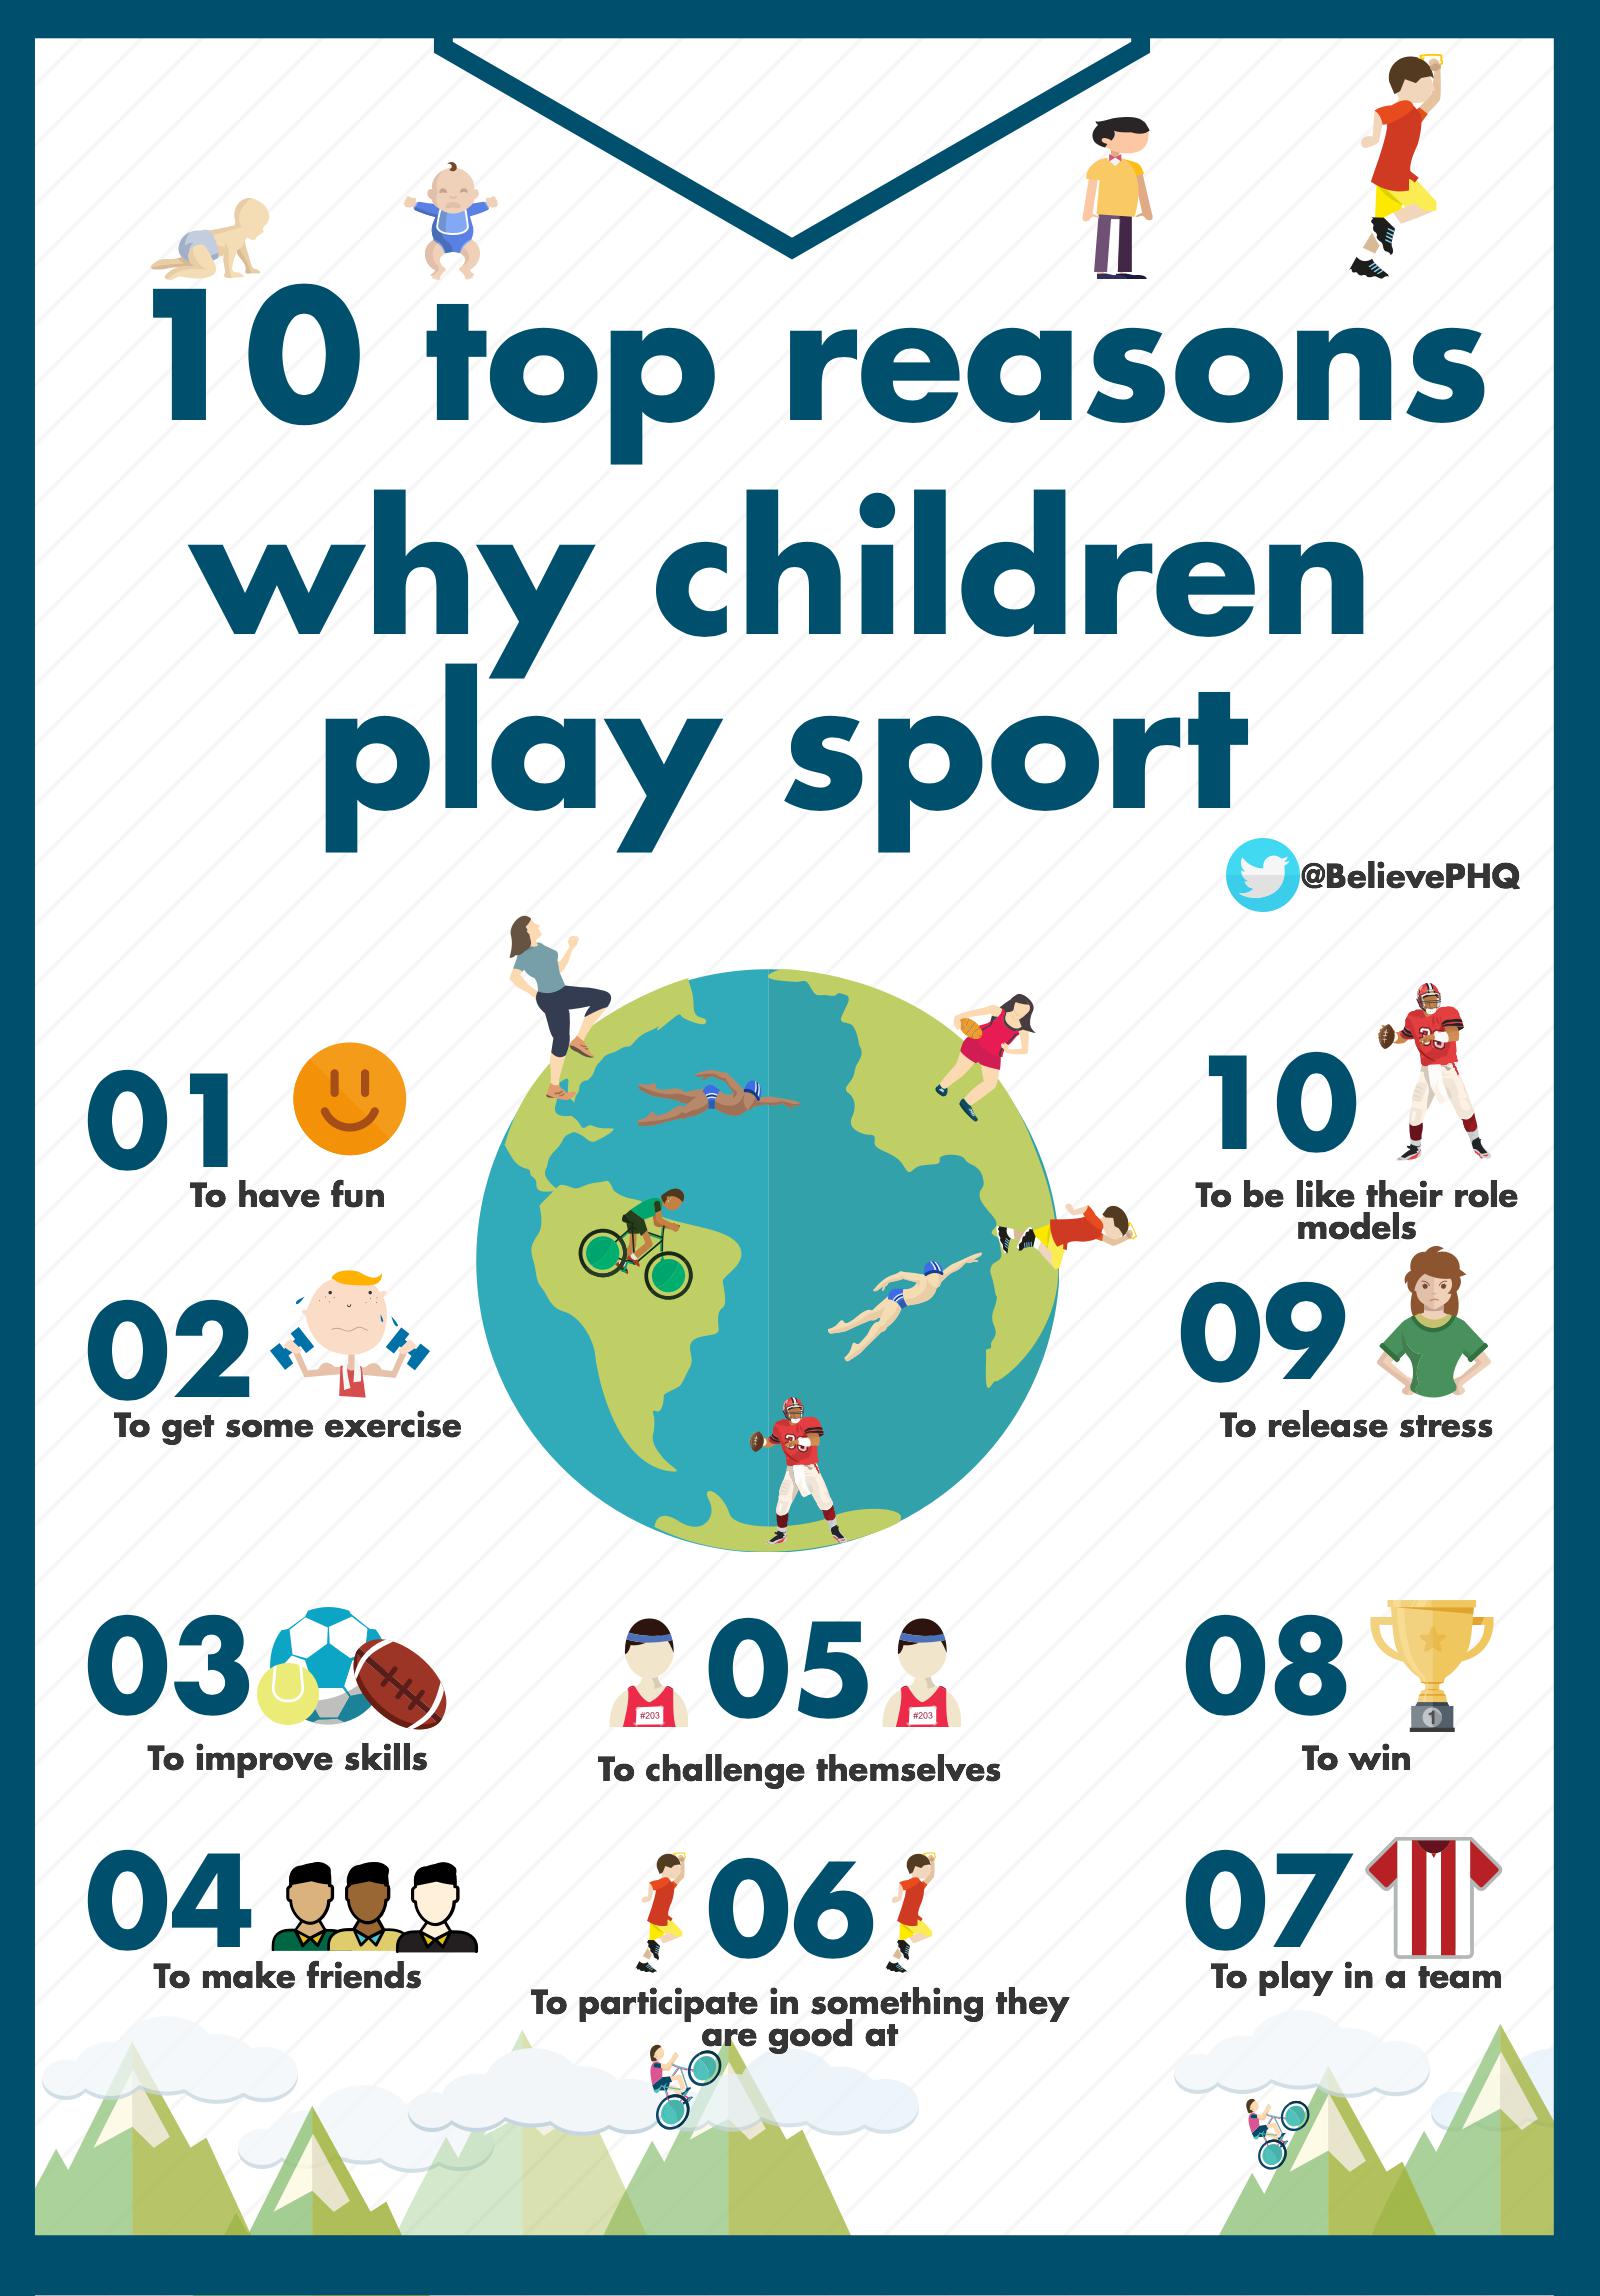 10 top reasons
why children
play sport
@BelievePHQ
01
To have fun
02
To get some exercise
03
To improve skills
04
To make friends
#203
05
#203
To challenge themselves
06
To participate in something they
are good at
07
To play in a team
08
1
To win
09
To release stress
10
To be like their role
models